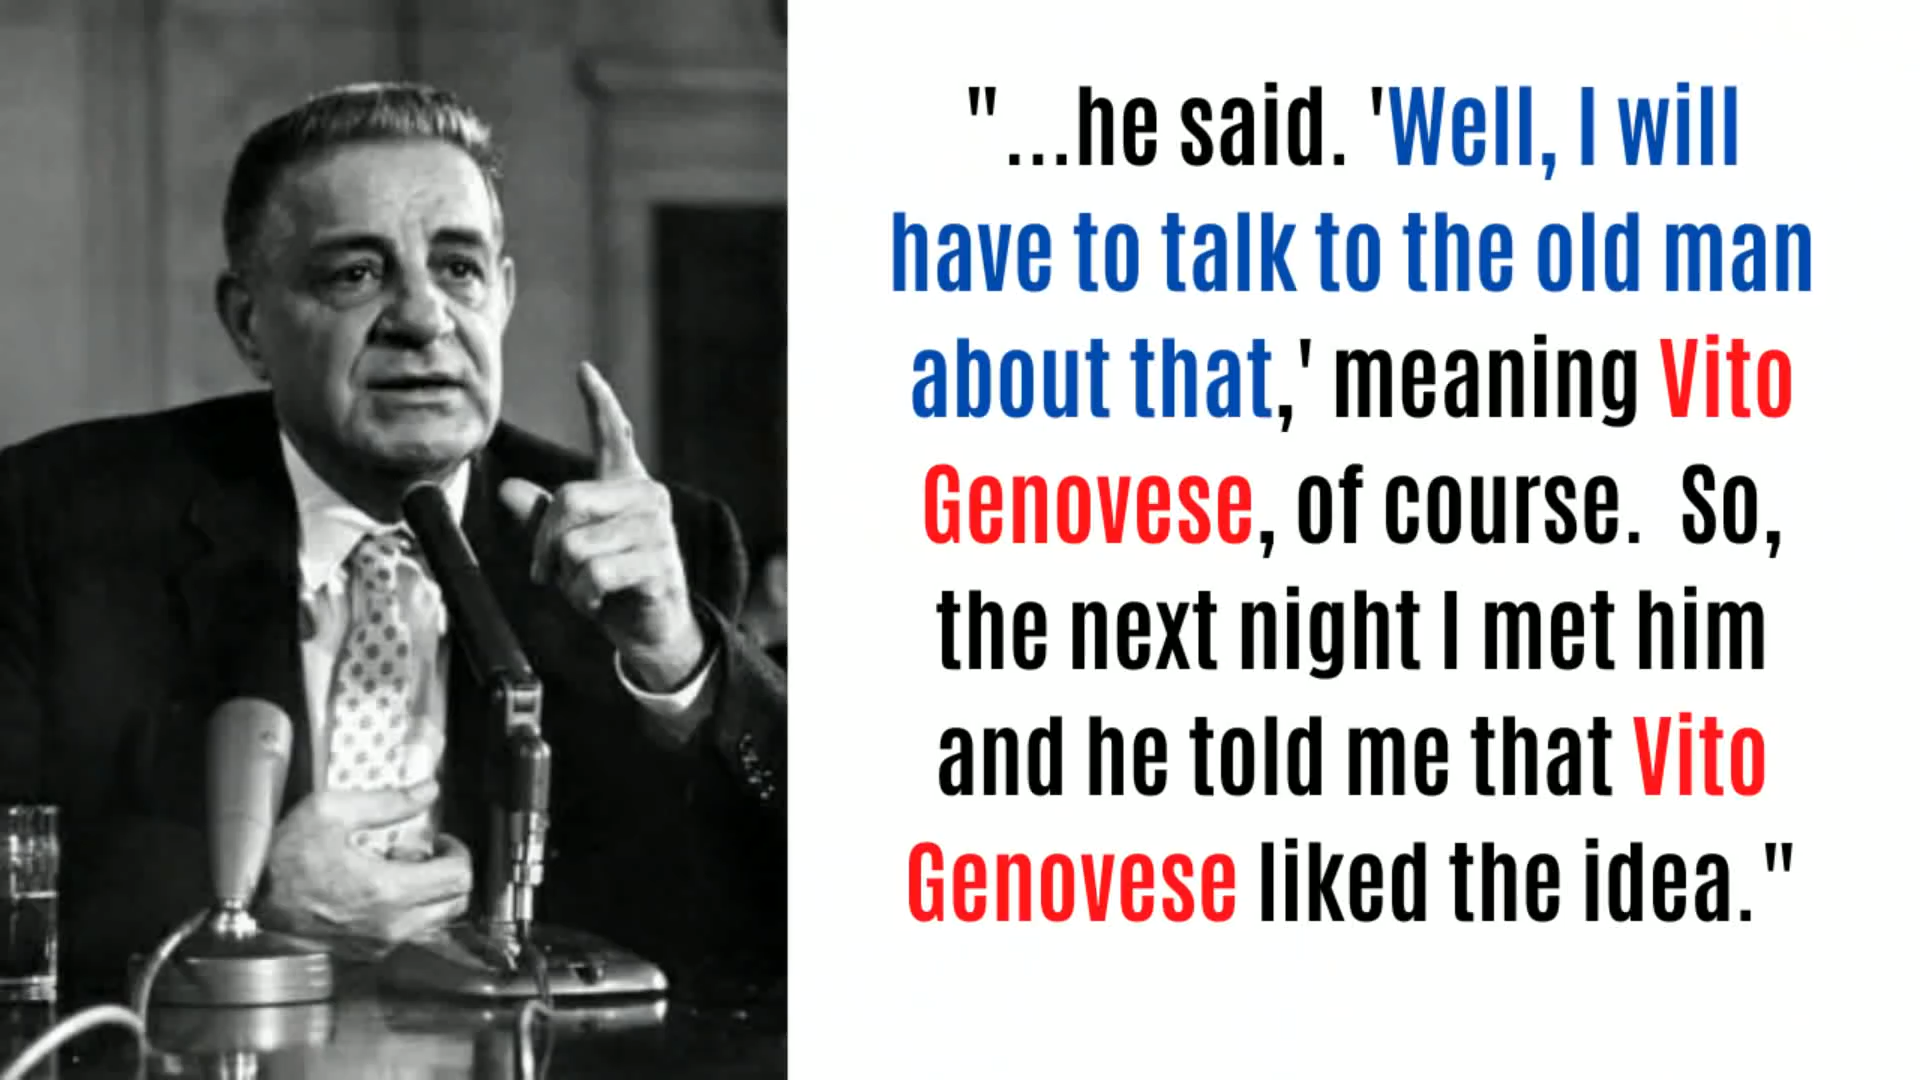 "...he said. 'Well, I will
have to talk to the old man
about that,' meaning Vito
Genovese, of course.  So,
the next night I met him
and he told me that Vito
Genovese liked the idea."